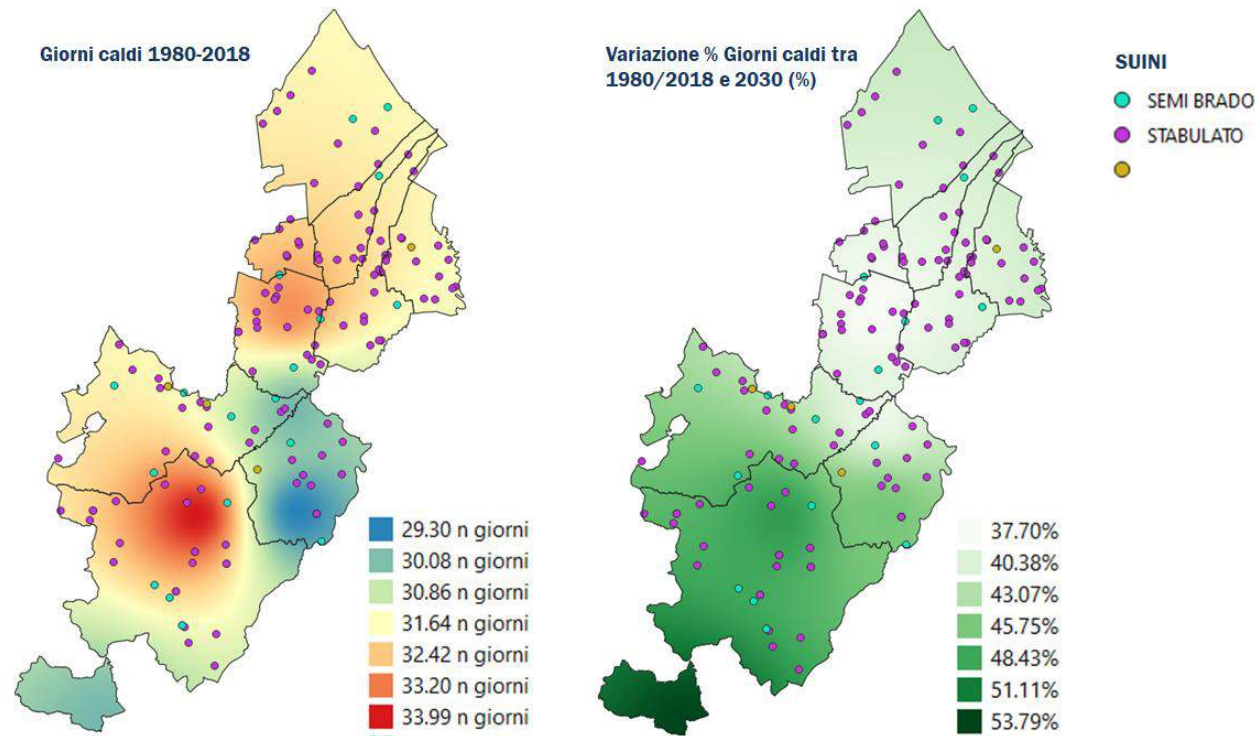 Giorni caldi 1980-2018
Variazione % Giorni caldi tra
1980/2018 e 2030 (%)
SUINI
SEMI BRADO
STABULATO
29.30 n giorni
30.08 n giorni
30.86 n giorni
31.64 n giorni
32.42 n giorni
33.20 n giorni
33.99 n giorni
37.70%
40.38%
43.07%
45.75%
48.43%
51.11%
53.79%